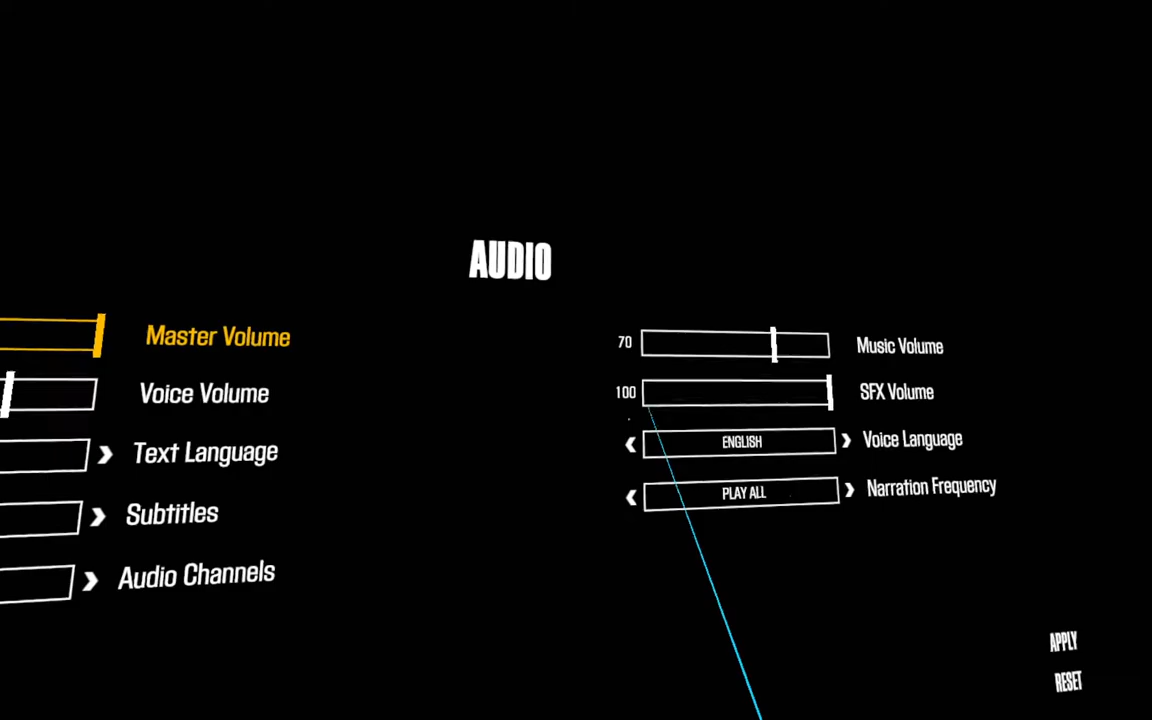 AUDIO
Master Volume
Voice Volume
Text Language
Subtitles
Audio Channels
70 Music Volume
100 SFX Volume
ENGLISH Voice Language
PLAY ALL Narration Frequency
APPLY
RESET